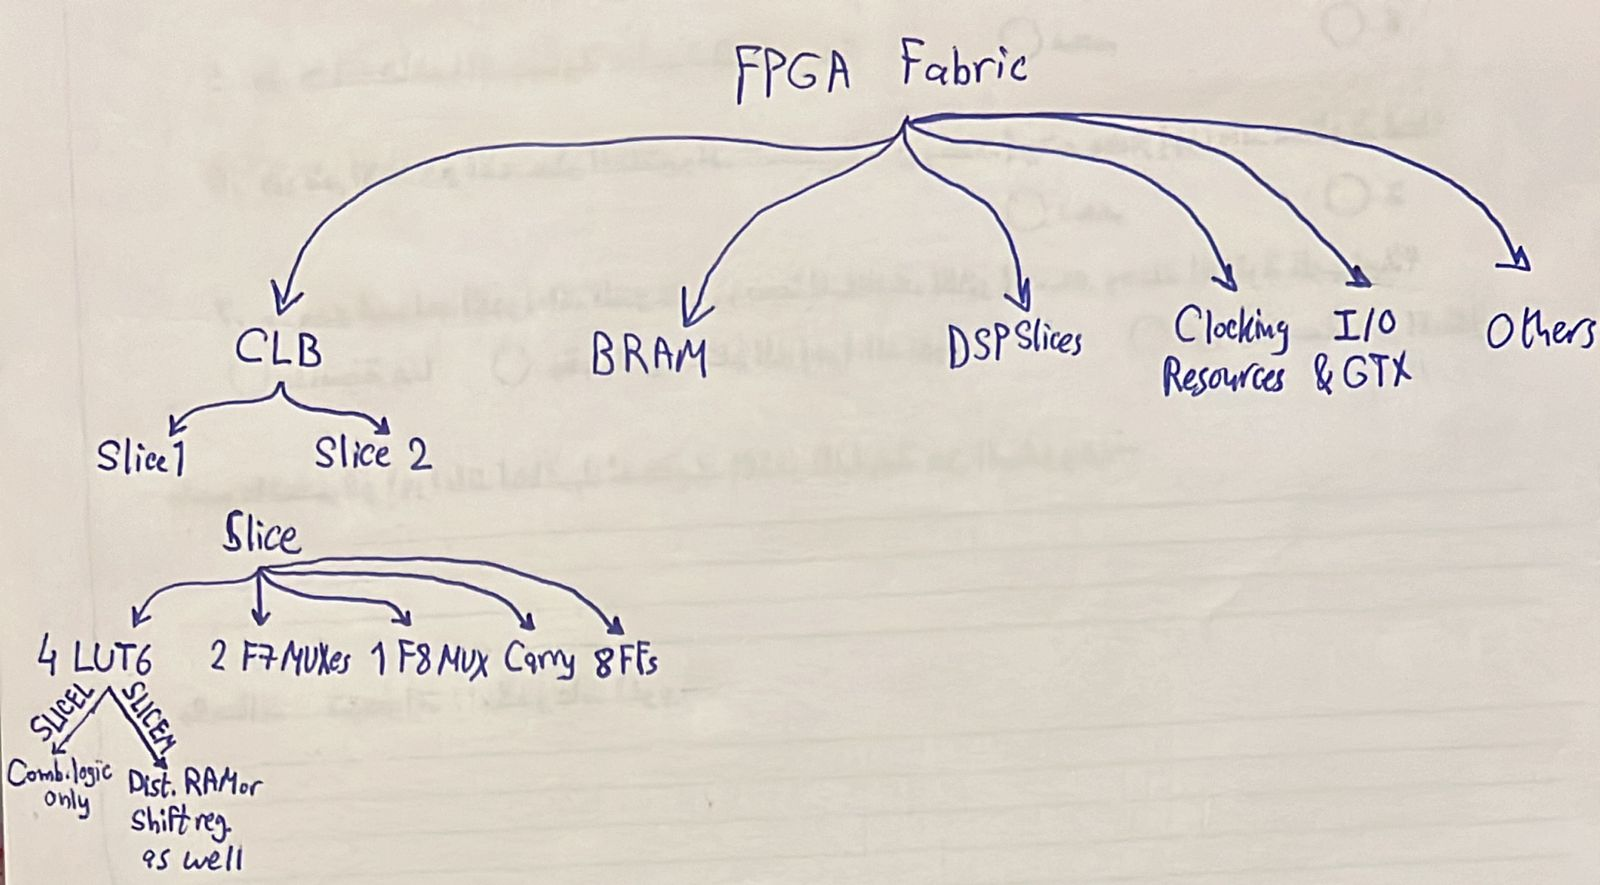 FPGA Fabric
CLB
BRAM
DSP Slices
Clocking
Resources
I/O
& GTX
Others
Slice 1
Slice 2
Slice
4 LUT6
2 F7 MUXes
1 F8 MUX
Carry
8 FFs
SLICEL
SLICEM
Comb. logic
only
Dist. RAM or
Shift reg.
as well